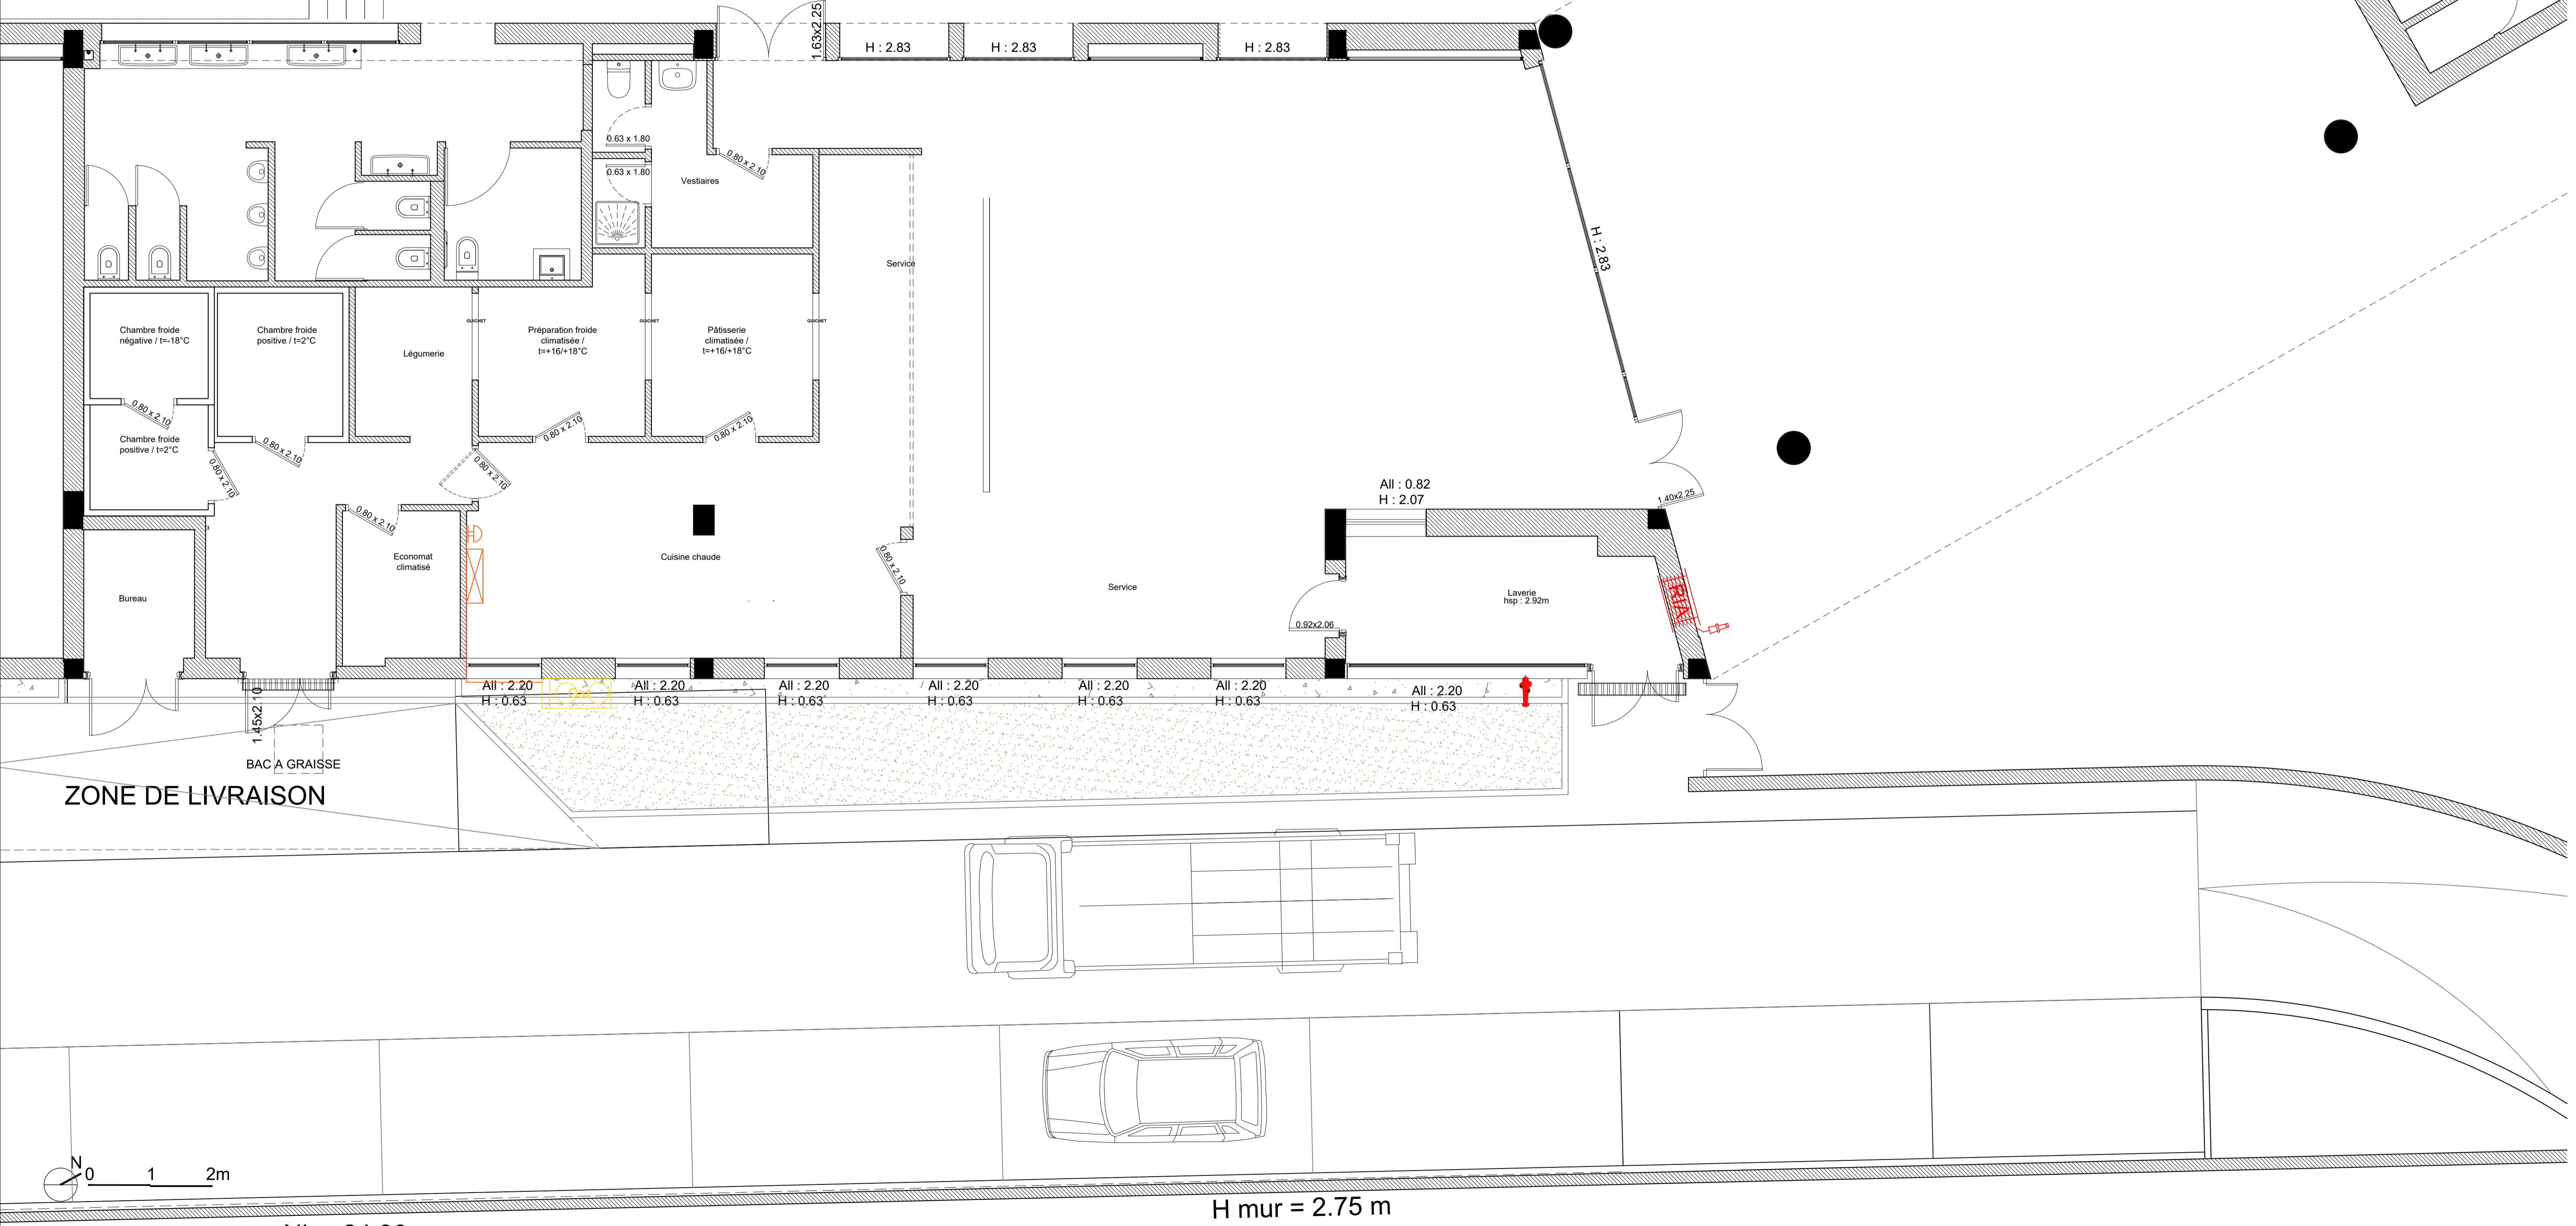 1.63x2.25
H : 2.83
H : 2.83
H : 2.83
0.63 x 1.80
0.63 x 1.80
0.80 x 2.10
Vestiaires
Service
H : 2.83
GUICHET
GUICHET
GUICHET
Chambre froide
négative / t=-18°C
Chambre froide
positive / t=2°C
Légumerie
Préparation froide
climatisée /
t=+16/+18°C
Pâtisserie
climatisée /
t=+16/+18°C
0.80 x 2.10
Chambre froide
positive / t=2°C
0.80 x 2.10
0.80 x 2.10
0.80 x 2.10
0.80 x 2.10
0.80 x 2.10
0.80 x 2.10
All : 0.82
H : 2.07
1.40x2.25
Economat
climatisé
Cuisine chaude
0.80 x 2.10
Bureau
Service
Laverie
hsp : 2.92m
RIA
0.92x2.06
All : 2.20
H : 0.63
All : 2.20
H : 0.63
All : 2.20
H : 0.63
All : 2.20
H : 0.63
All : 2.20
H : 0.63
All : 2.20
H : 0.63
All : 2.20
H : 0.63
1.45x2.10
BAC A GRAISSE
ZONE DE LIVRAISON
N
0 1 2m
H mur = 2.75 m